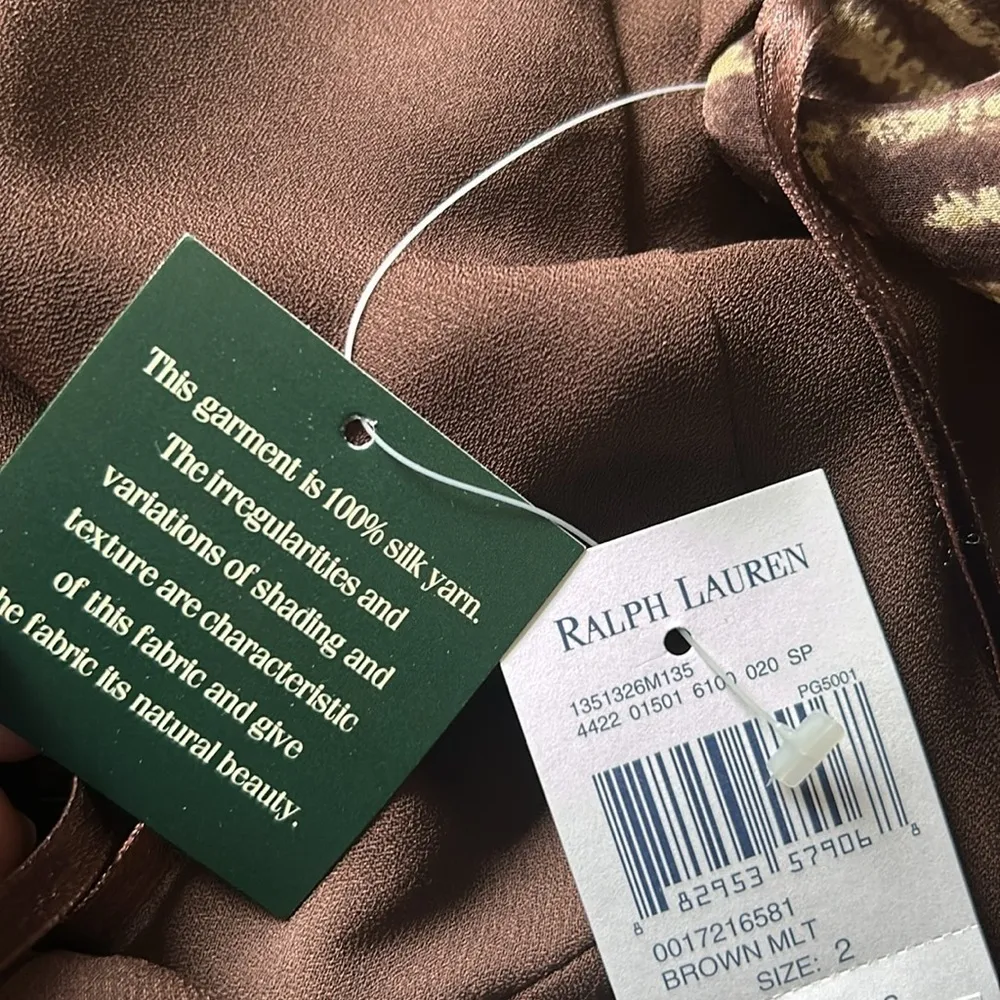 This garment is 100% silk yarn.
The irregularities and
variations of shading and
texture are characteristic
of this fabric and give
he fabric its natural beauty.
RALPH LAUREN
1351326M135
4422 01501 6100 020 SP
PG5001
8 82953 57906 8
0017216581
BROWN MLT
SIZE: 2